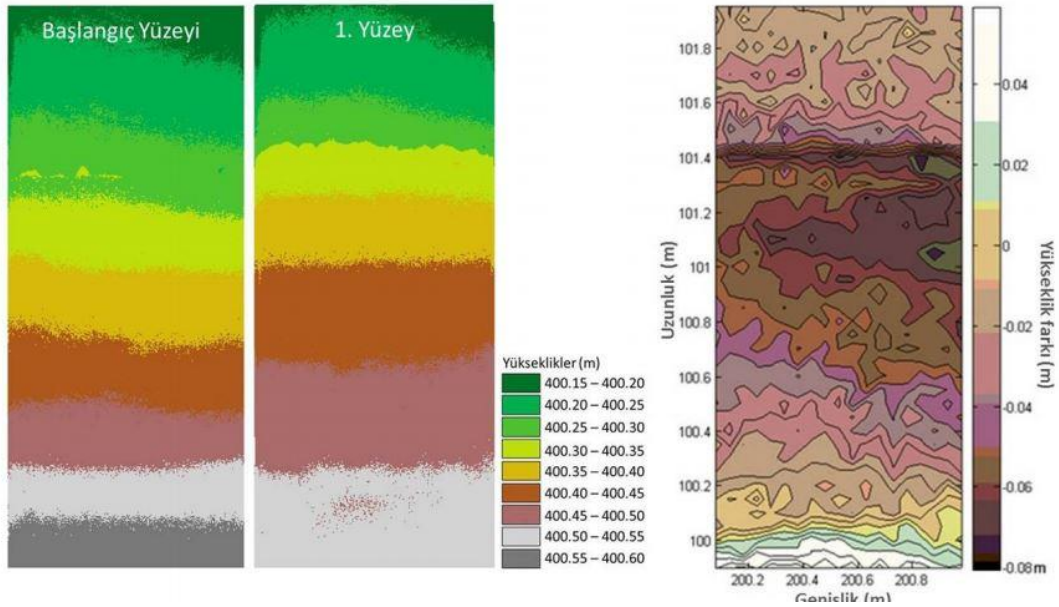 Başlangıç Yüzeyi
1. Yüzey
Yükseklikler (m)
400.15 – 400.20
400.20 – 400.25
400.25 – 400.30
400.30 – 400.35
400.35 – 400.40
400.40 – 400.45
400.45 – 400.50
400.50 – 400.55
400.55 – 400.60
Uzunluk (m)
101.8
101.6
101.4
101.2
101
100.8
100.6
100.4
100.2
100
200.2
200.4
200.6
200.8
Genişlik (m)
0.04
0.02
0
-0.02
-0.04
-0.06
-0.08 m
Yükseklik farkı (m)